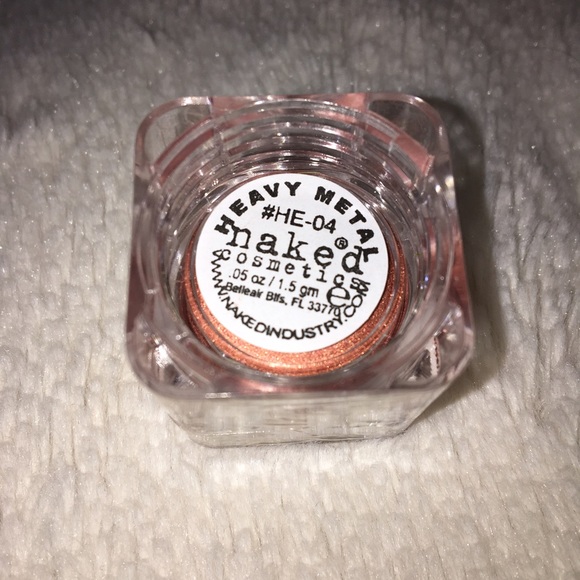 HEAVY METAL
#HE-04
naked®
cosmetics
.05 oz / 1.5 gm e
Belleair Blfs, FL 33770
WWW.NAKEDINDUSTRY.COM